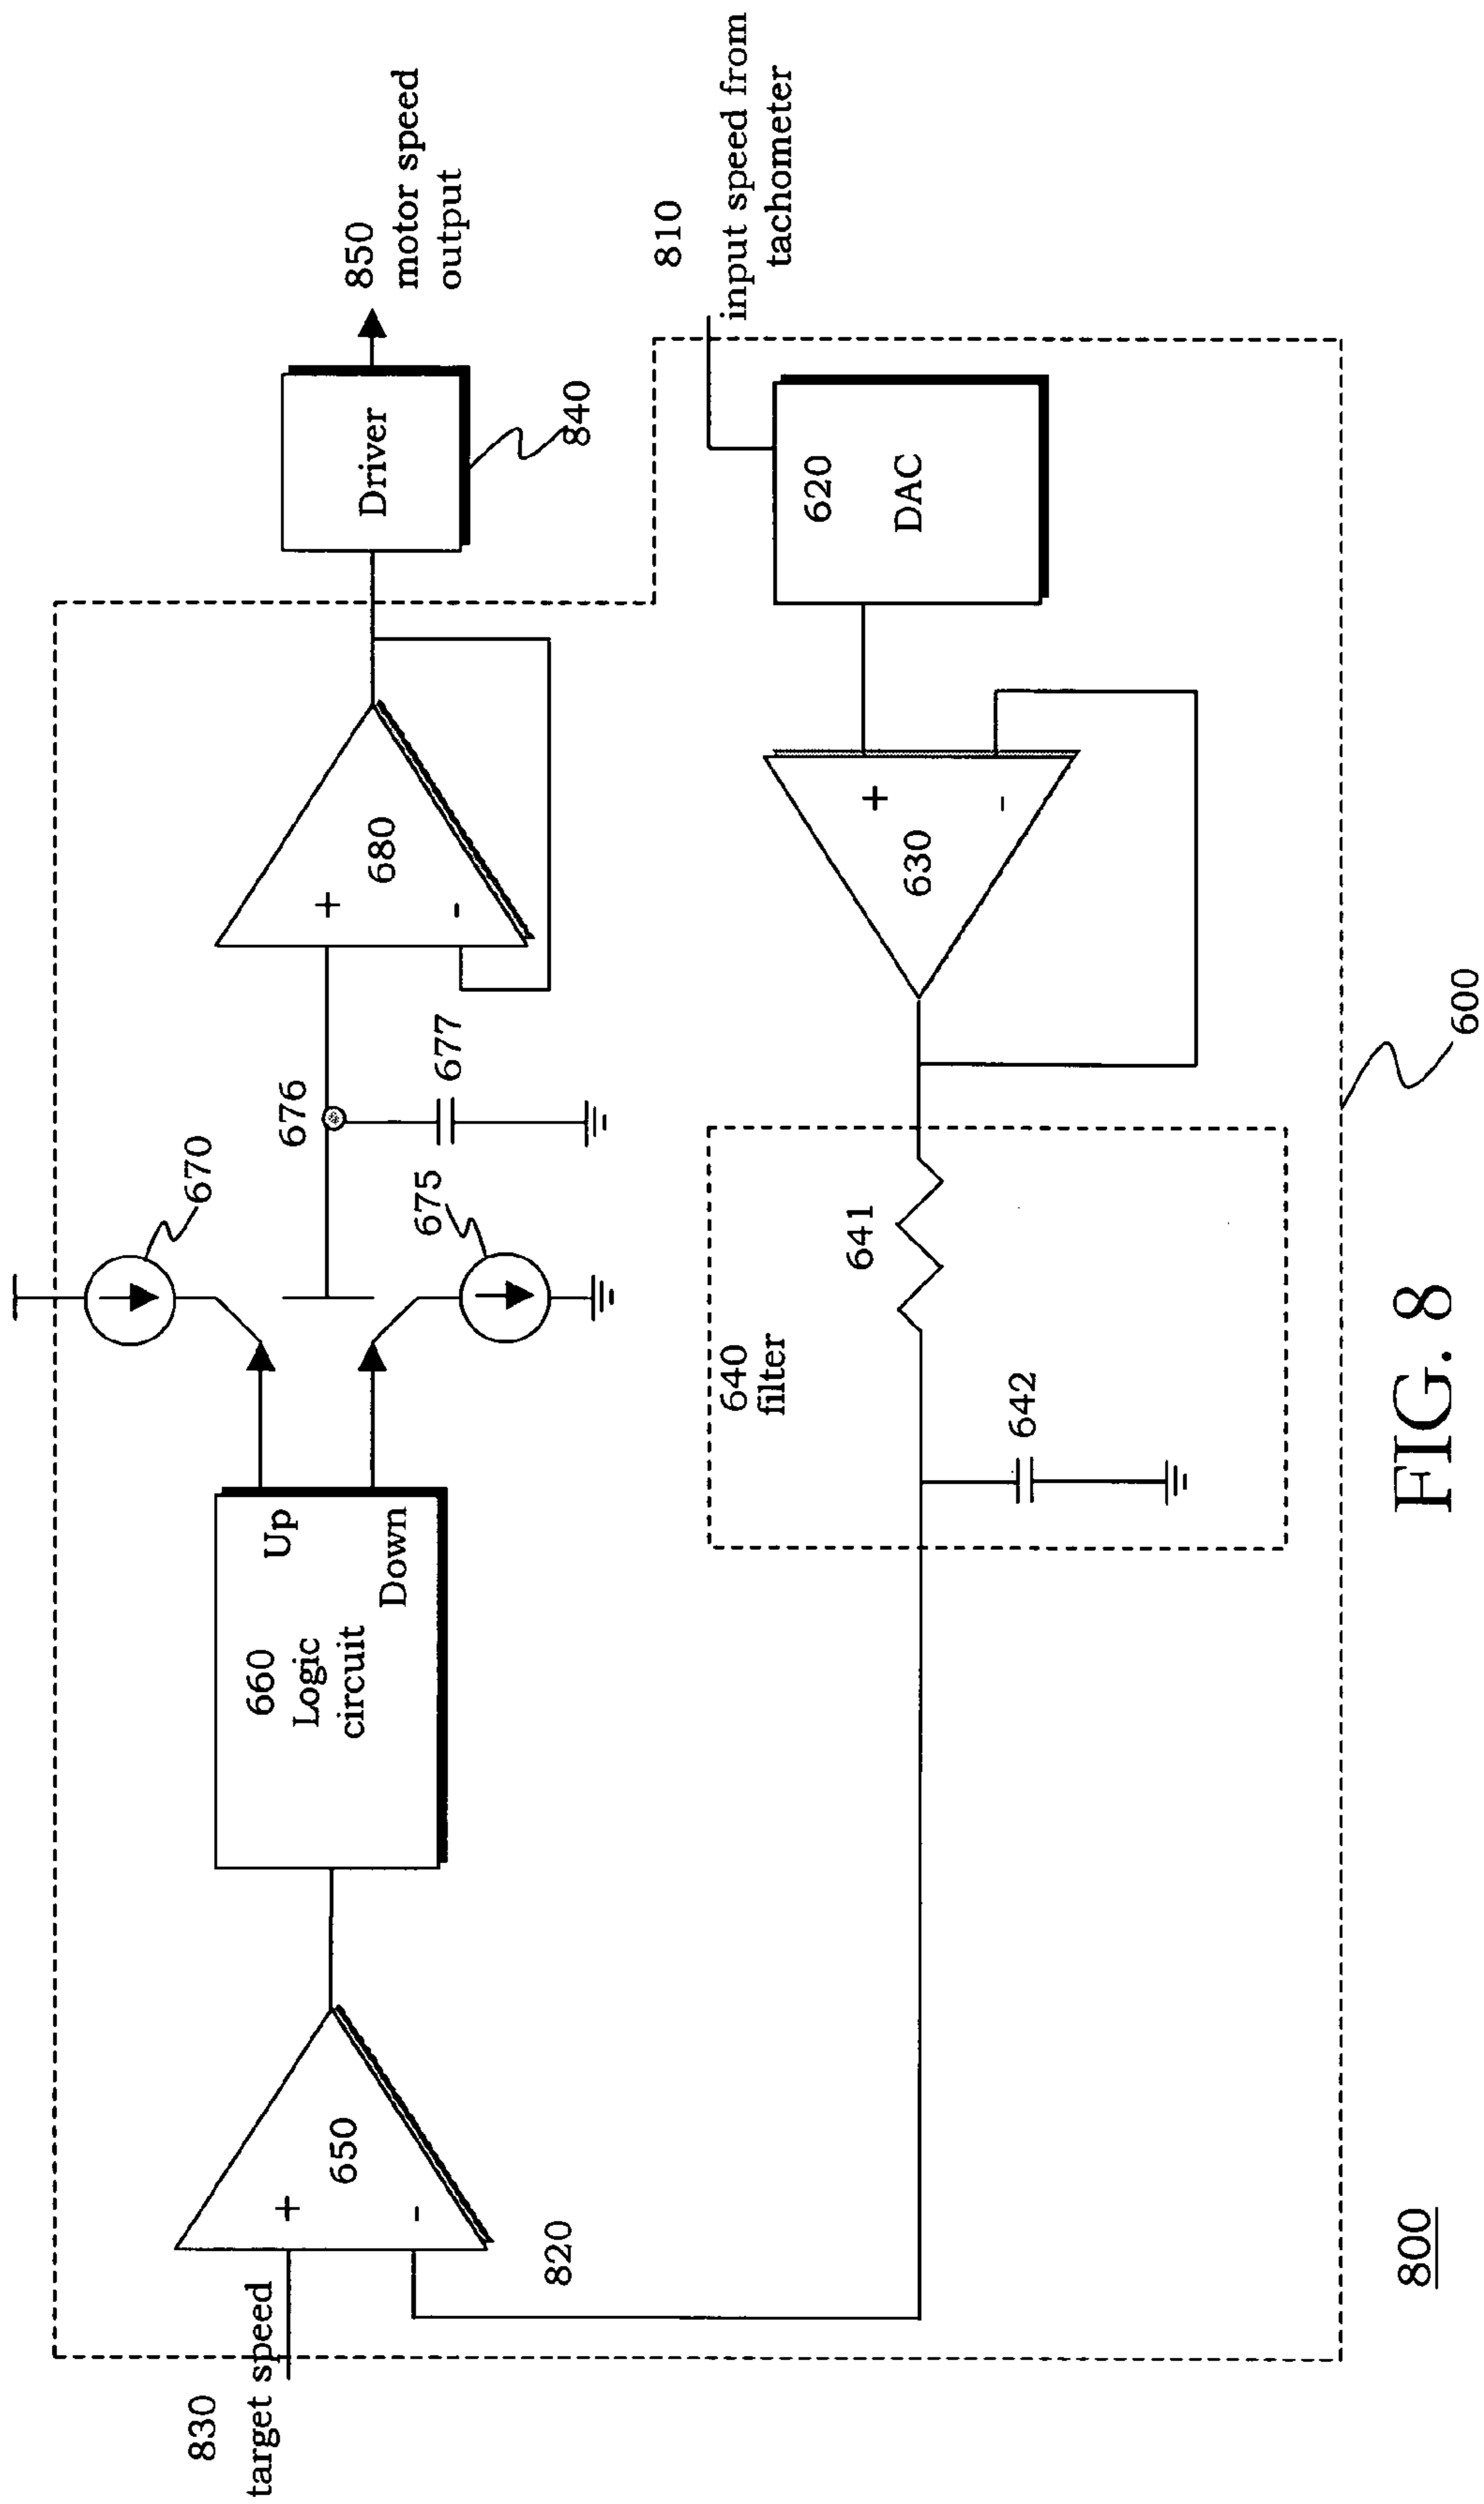 830
target speed
+
-
650
820
660
Logic
circuit
Up
Down
670
675
676
677
+
-
680
Driver
840
850
motor speed
output
810
input speed from
tachometer
620
DAC
+
-
630
640
filter
641
642
600
800
FIG. 8